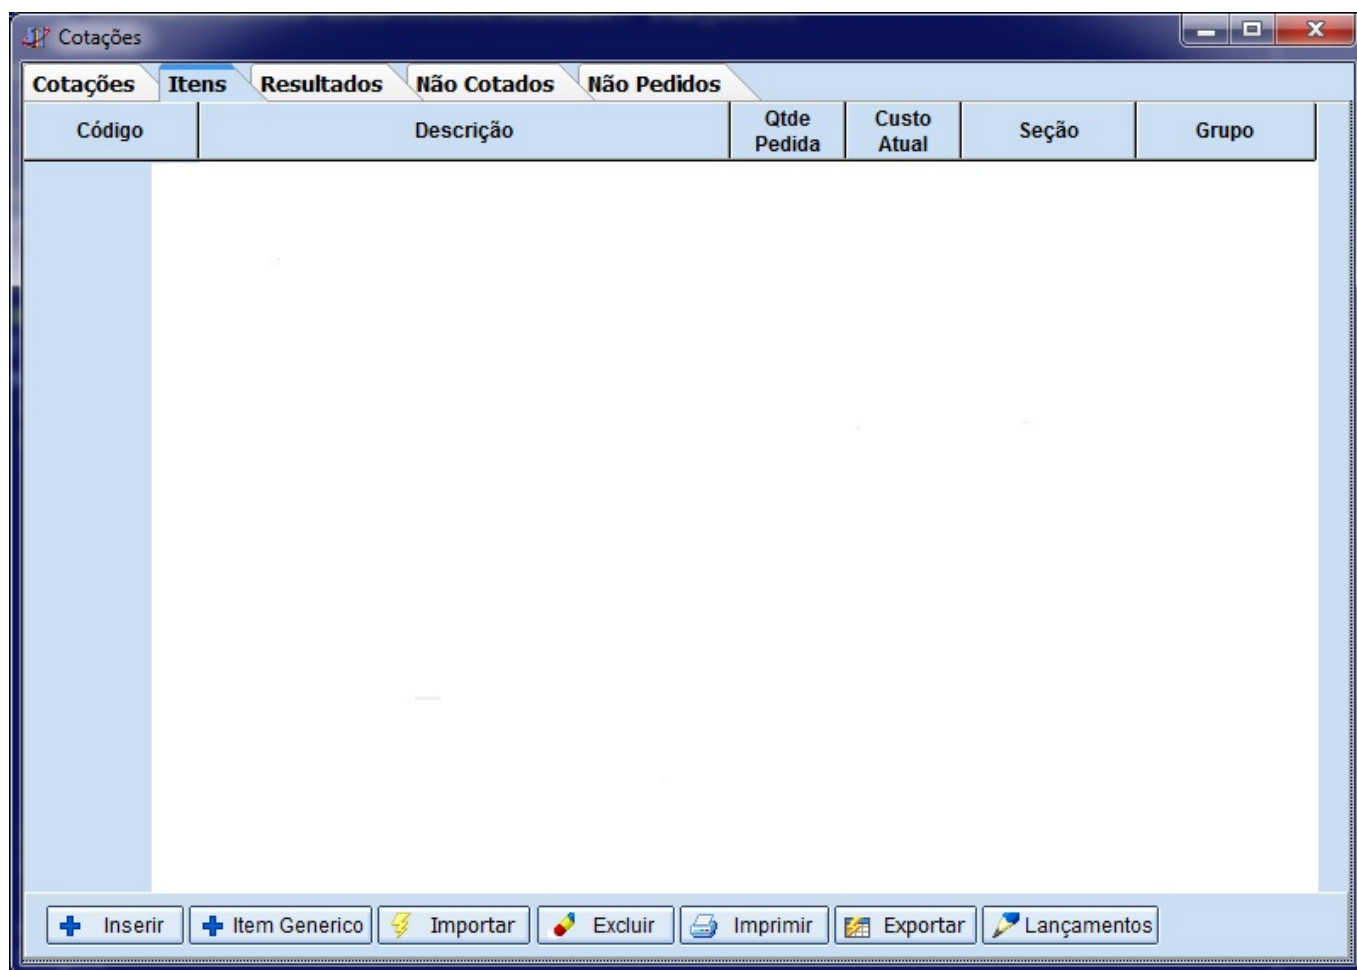 Cotações
Cotações Itens Resultados Não Cotados Não Pedidos
Código Descrição Qtde Pedida Custo Atual Seção Grupo
Inserir Item Generico Importar Excluir Imprimir Exportar Lançamentos